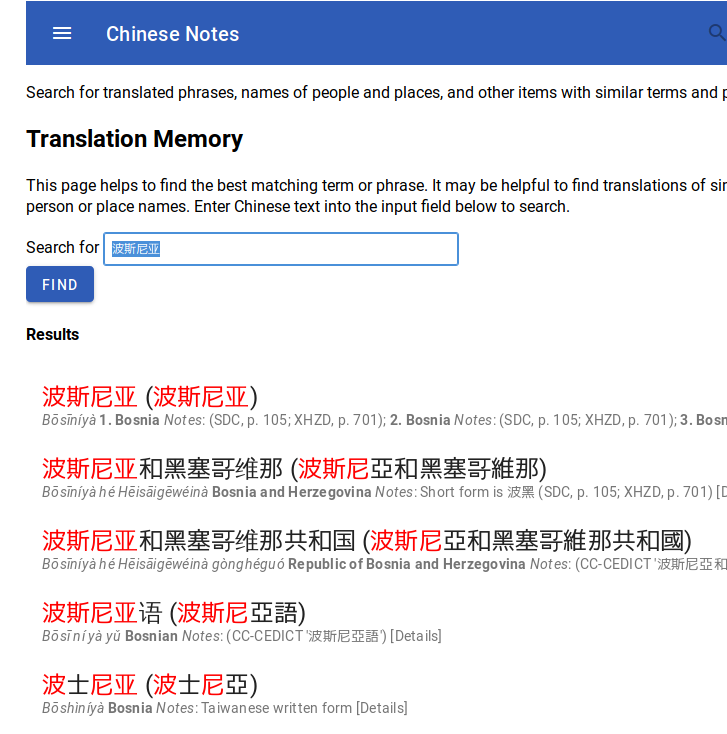 Chinese Notes
Search for translated phrases, names of people and places, and other items with similar terms and
Translation Memory
This page helps to find the best matching term or phrase. It may be helpful to find translations of
person or place names. Enter Chinese text into the input field below to search.
Search for 波斯尼亚
FIND
Results
波斯尼亚 (波斯尼亚)
Bōsīníyà 1. Bosnia Notes: (SDC, p. 105; XHZD, p. 701); 2. Bosnia Notes: (SDC, p. 105; XHZD, p. 701); 3.
波斯尼亚和黑塞哥维那 (波斯尼亞和黑塞哥維那)
Bōsīníyà hé Hēisāigēwéinà Bosnia and Herzegovina Notes: Short form is 波黑 (SDC, p. 105; XHZD, p. 701)
波斯尼亚和黑塞哥维那共和国 (波斯尼亞和黑塞哥維那共和國)
Bōsīníyà hé Hēisāigēwéinà gònghéguó Republic of Bosnia and Herzegovina Notes: (CC-CEDICT '波斯尼亞和
波斯尼亚语 (波斯尼亞語)
Bōsī ní yà yǔ Bosnian Notes: (CC-CEDICT '波斯尼亞語') [Details]
波士尼亚 (波士尼亞)
Bōshìníyà Bosnia Notes: Taiwanese written form [Details]